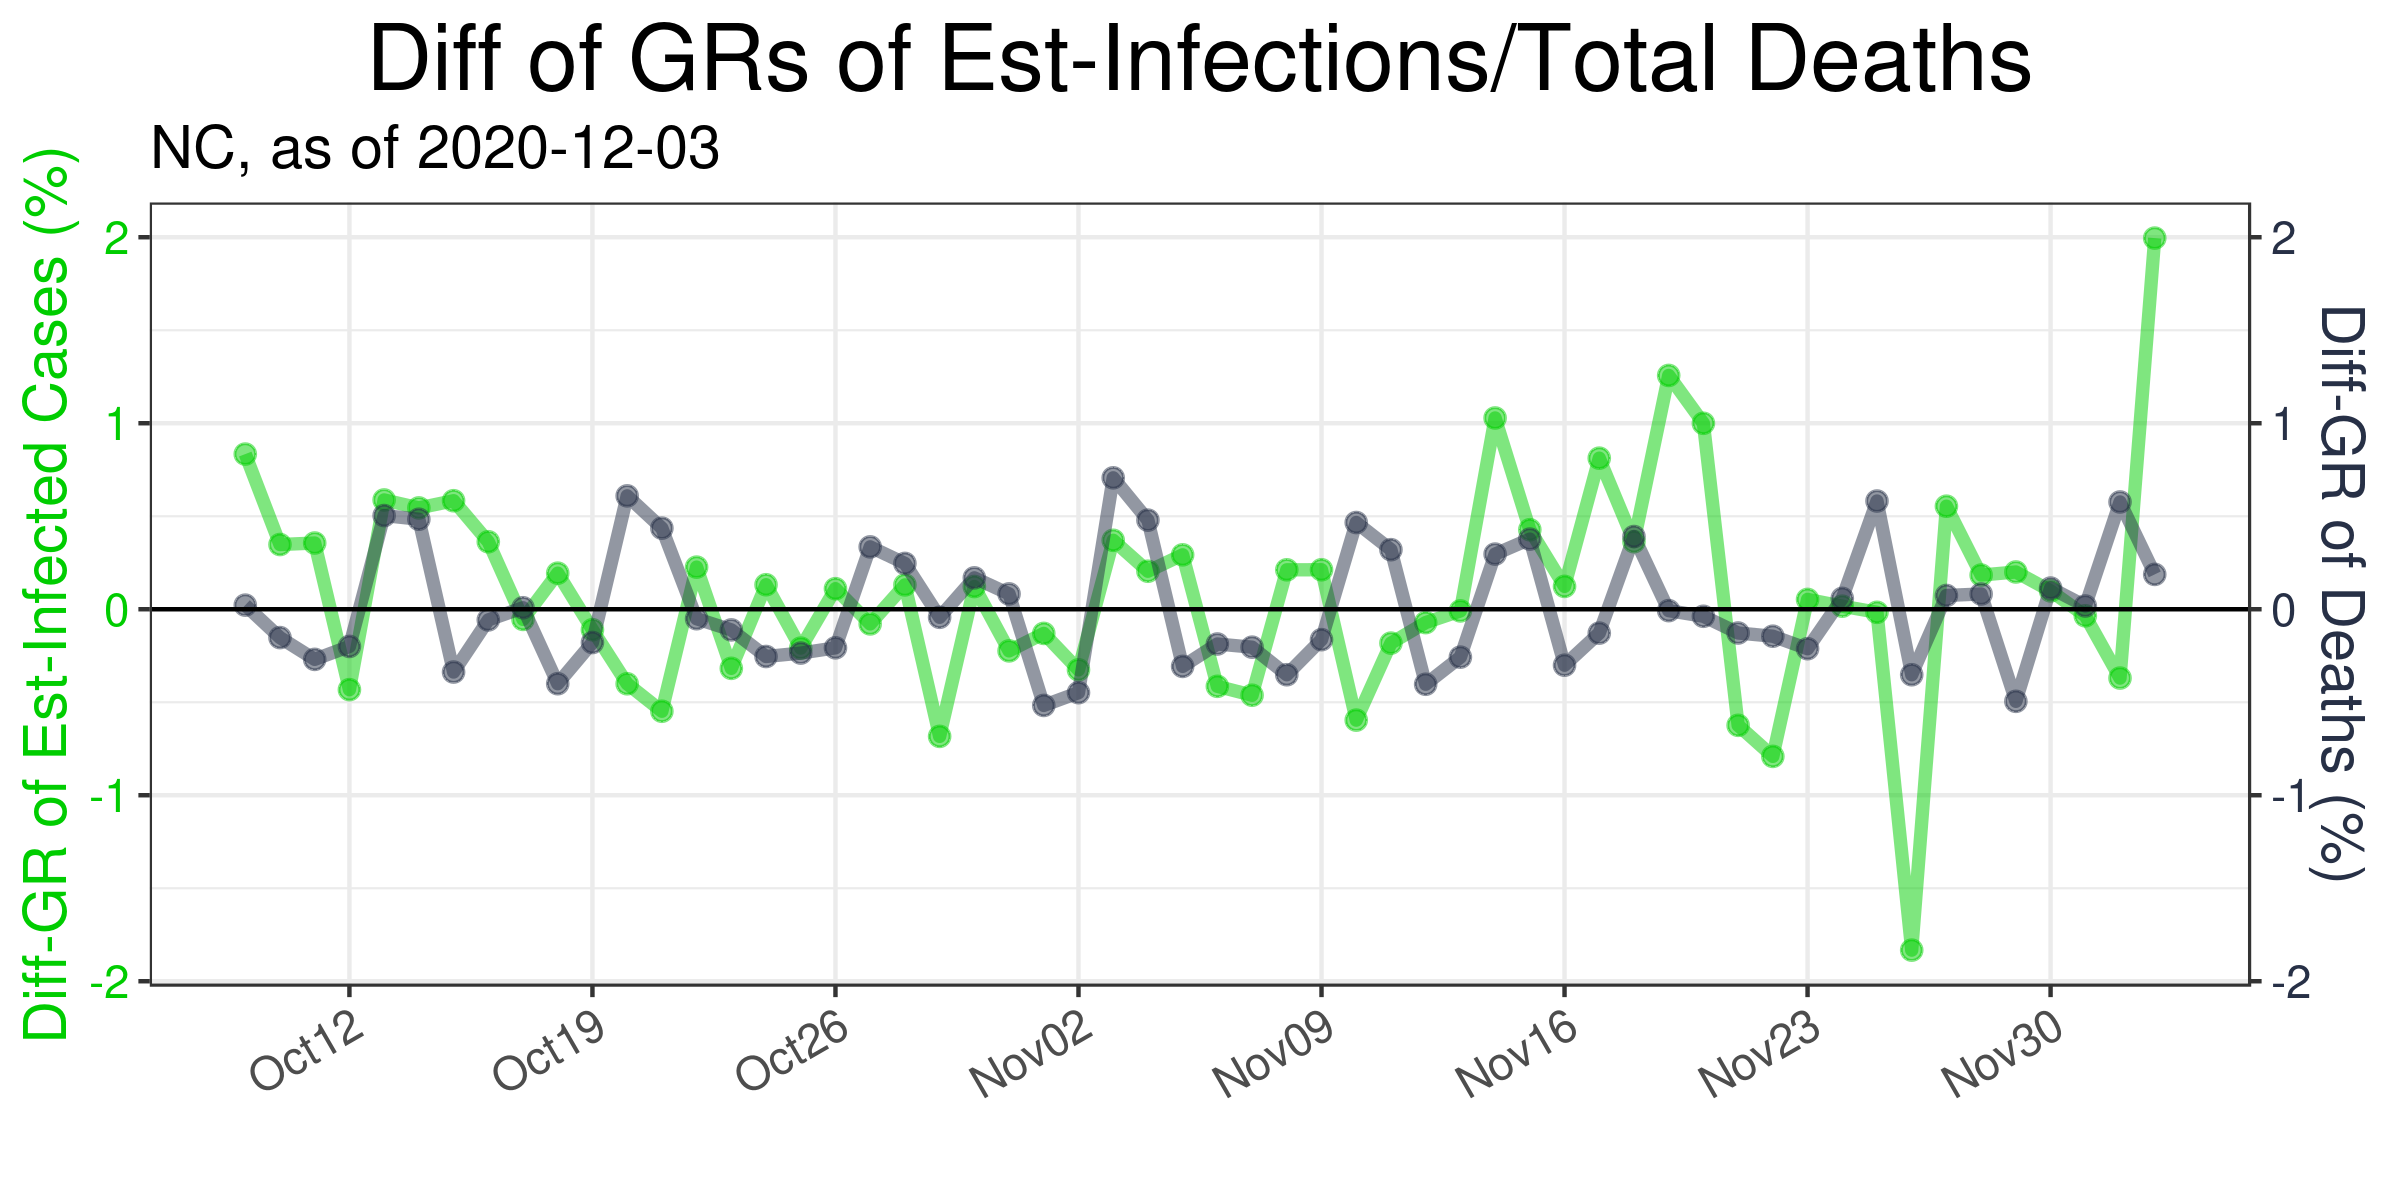 Diff of GRs of Est-Infections/Total Deaths
NC, as of 2020-12-03
Diff-GR of Est-Infected Cases (%)
2
1
0
-1
-2
2
1
0
-1
-2
Diff-GR of Deaths (%)
Oct12
Oct19
Oct26
Nov02
Nov09
Nov16
Nov23
Nov30